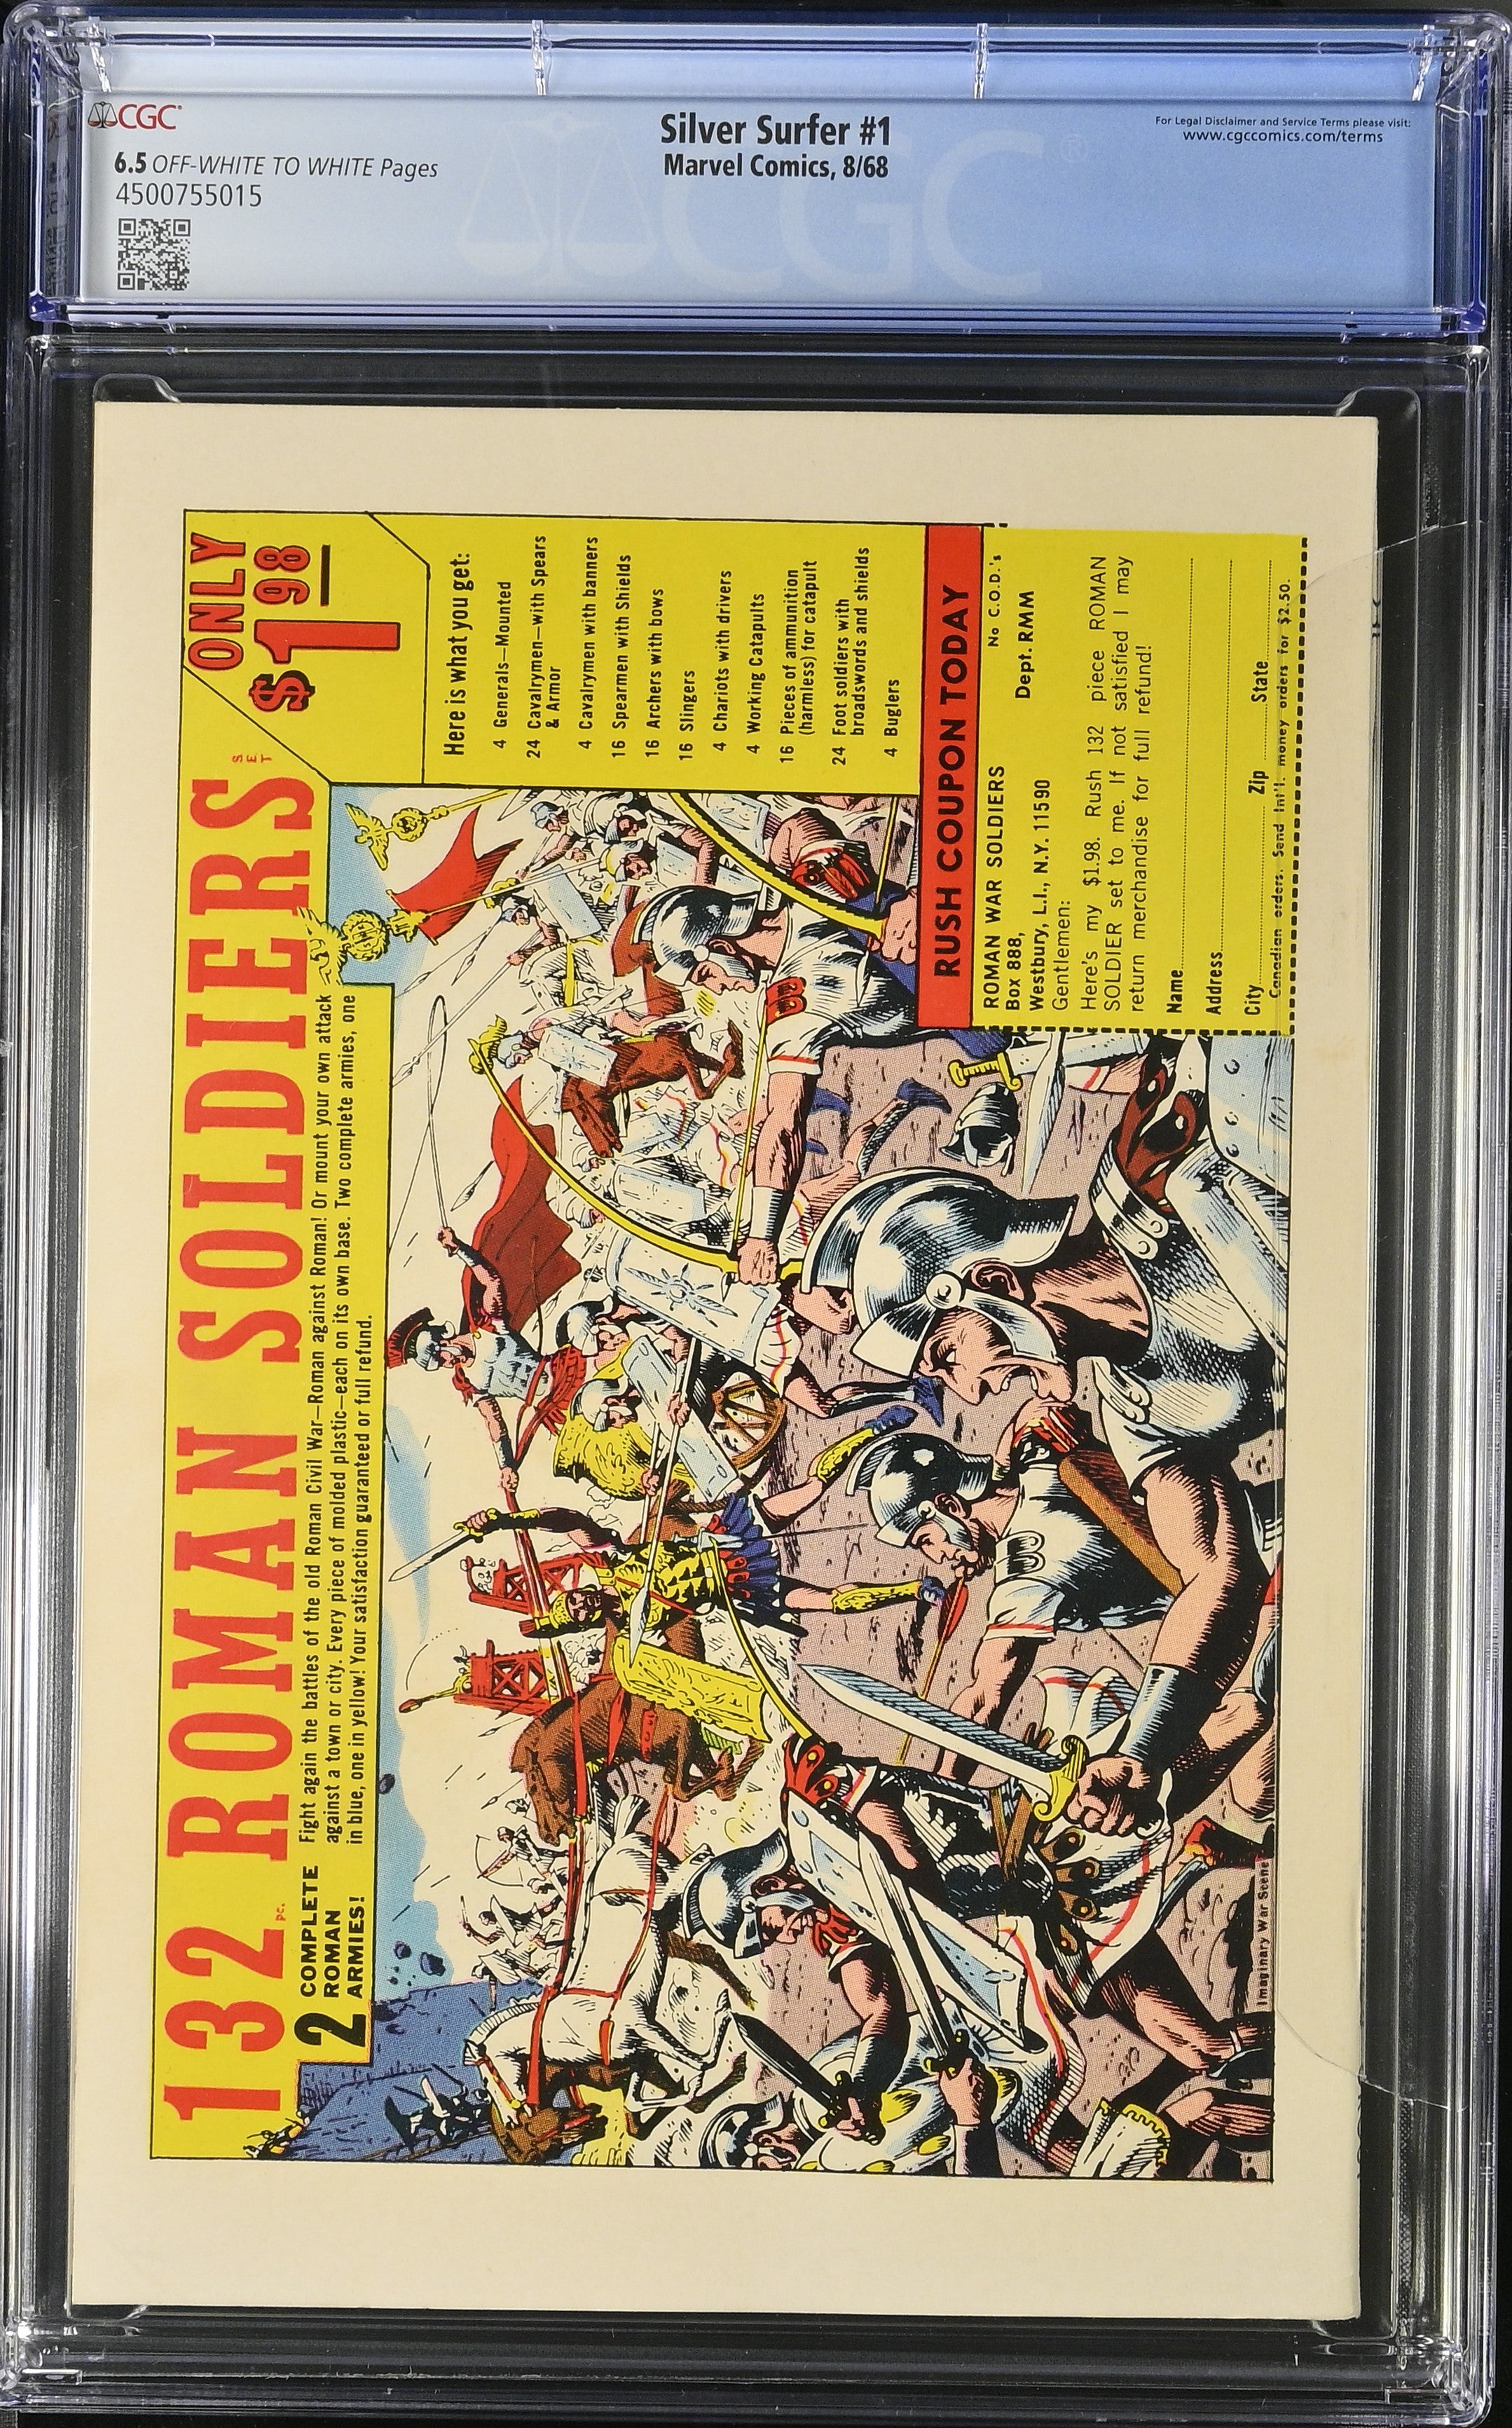 CGC
6.5 OFF-WHITE TO WHITE Pages
4500755015
Silver Surfer #1
Marvel Comics, 8/68
For Legal Disclaimer and Service Terms please visit:
www.cgccomics.com/terms
CGC
132 PC. ROMAN SOLDIERS SET
ONLY
$1.98
2 COMPLETE
ROMAN
ARMIES!
Fight again the battles of the old Roman Civil War—Roman against Roman! Or mount your own attack
against a town or city. Every piece of molded plastic—each on its own base. Two complete armies, one
in blue, one in yellow! Your satisfaction guaranteed or full refund.
Here is what you get:
4 Generals—Mounted
24 Cavalrymen—with Spears
& Armor
4 Cavalrymen with banners
16 Spearmen with Shields
16 Archers with bows
16 Slingers
4 Chariots with drivers
4 Working Catapults
16 Pieces of ammunition
(harmless) for catapult
24 Foot soldiers with
broadswords and shields
4 Buglers
RUSH COUPON TODAY
ROMAN WAR SOLDIERS No C.O.D.'s
Box 888, Dept. RMM
Westbury, L.I., N.Y. 11590
Gentlemen:
Here's my $1.98. Rush 132 piece ROMAN
SOLDIER set to me. If not satisfied I may
return merchandise for full refund!
Name
Address
City Zip State
Canadian orders. Send Int'l. money orders for $2.50.
Imaginary War Scene